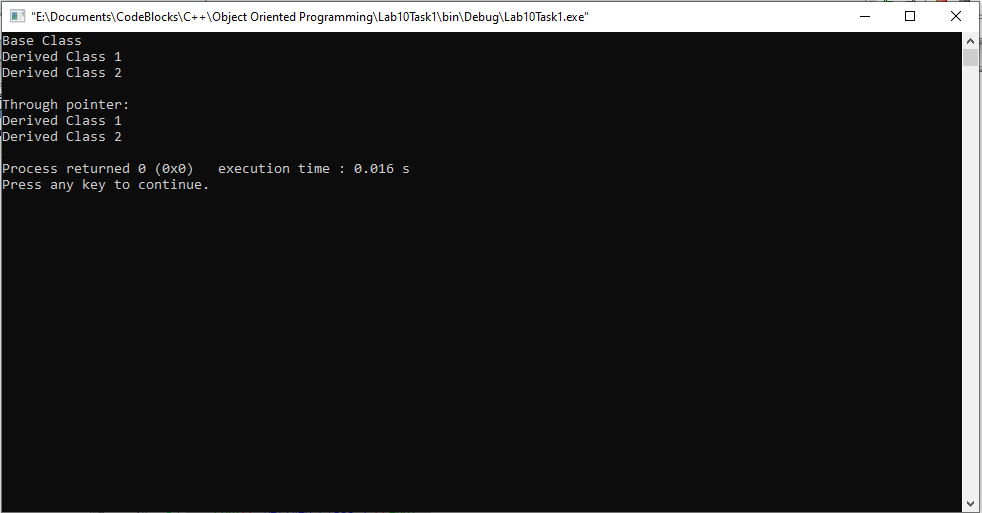 "E:\Documents\CodeBlocks\C++\Object Oriented Programming\Lab10Task1\bin\Debug\Lab10Task1.exe"
Base Class
Derived Class 1
Derived Class 2
Through pointer:
Derived Class 1
Derived Class 2
Process returned 0 (0x0)   execution time : 0.016 s
Press any key to continue.